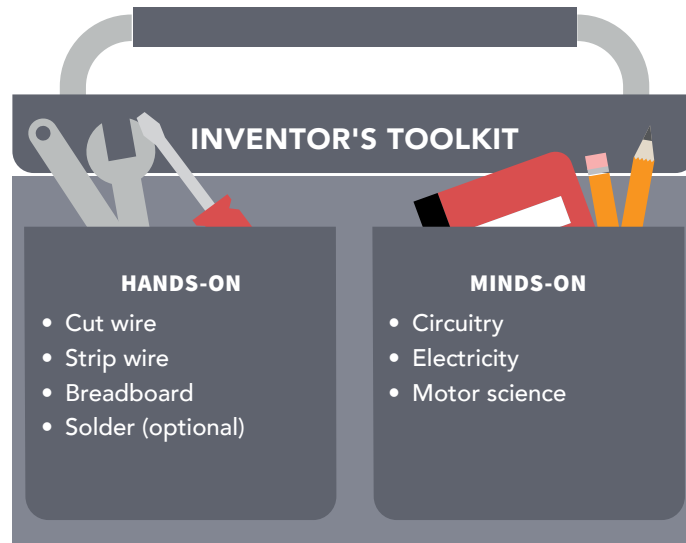 INVENTOR'S TOOLKIT
HANDS-ON
• Cut wire
• Strip wire
• Breadboard
• Solder (optional)
MINDS-ON
• Circuitry
• Electricity
• Motor science